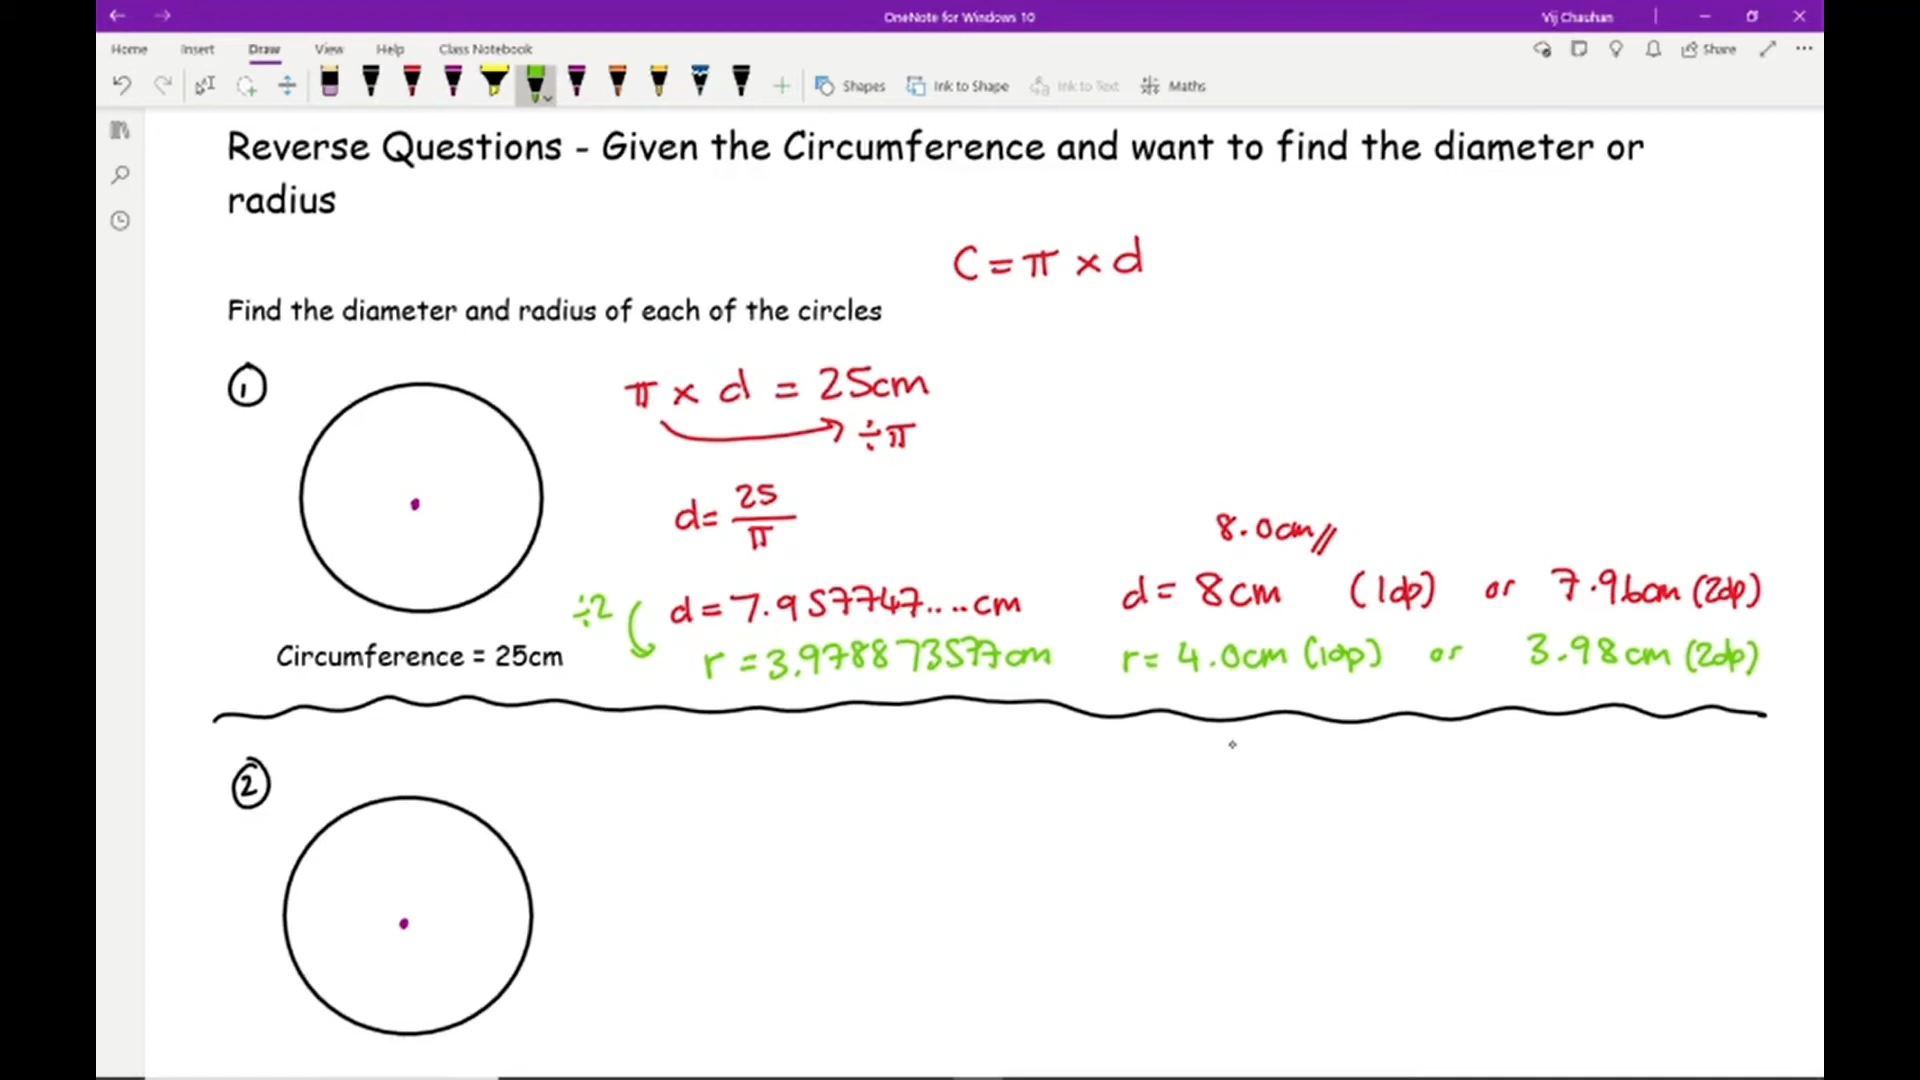 OneNote for Windows 10
Vij Chauhan
Home Insert Draw View Help Class Notebook
Share
Shapes Ink to Shape Ink to Text Maths
Reverse Questions - Given the Circumference and want to find the diameter or
radius
C = π × d
Find the diameter and radius of each of the circles
①
π × d = 25cm
÷π
d = 25/π
8.0cm//
÷2
d = 7.957747....cm
d = 8cm (1dp) or 7.96cm (2dp)
Circumference = 25cm
r = 3.978873577cm
r = 4.0cm (1dp) or 3.98cm (2dp)
②